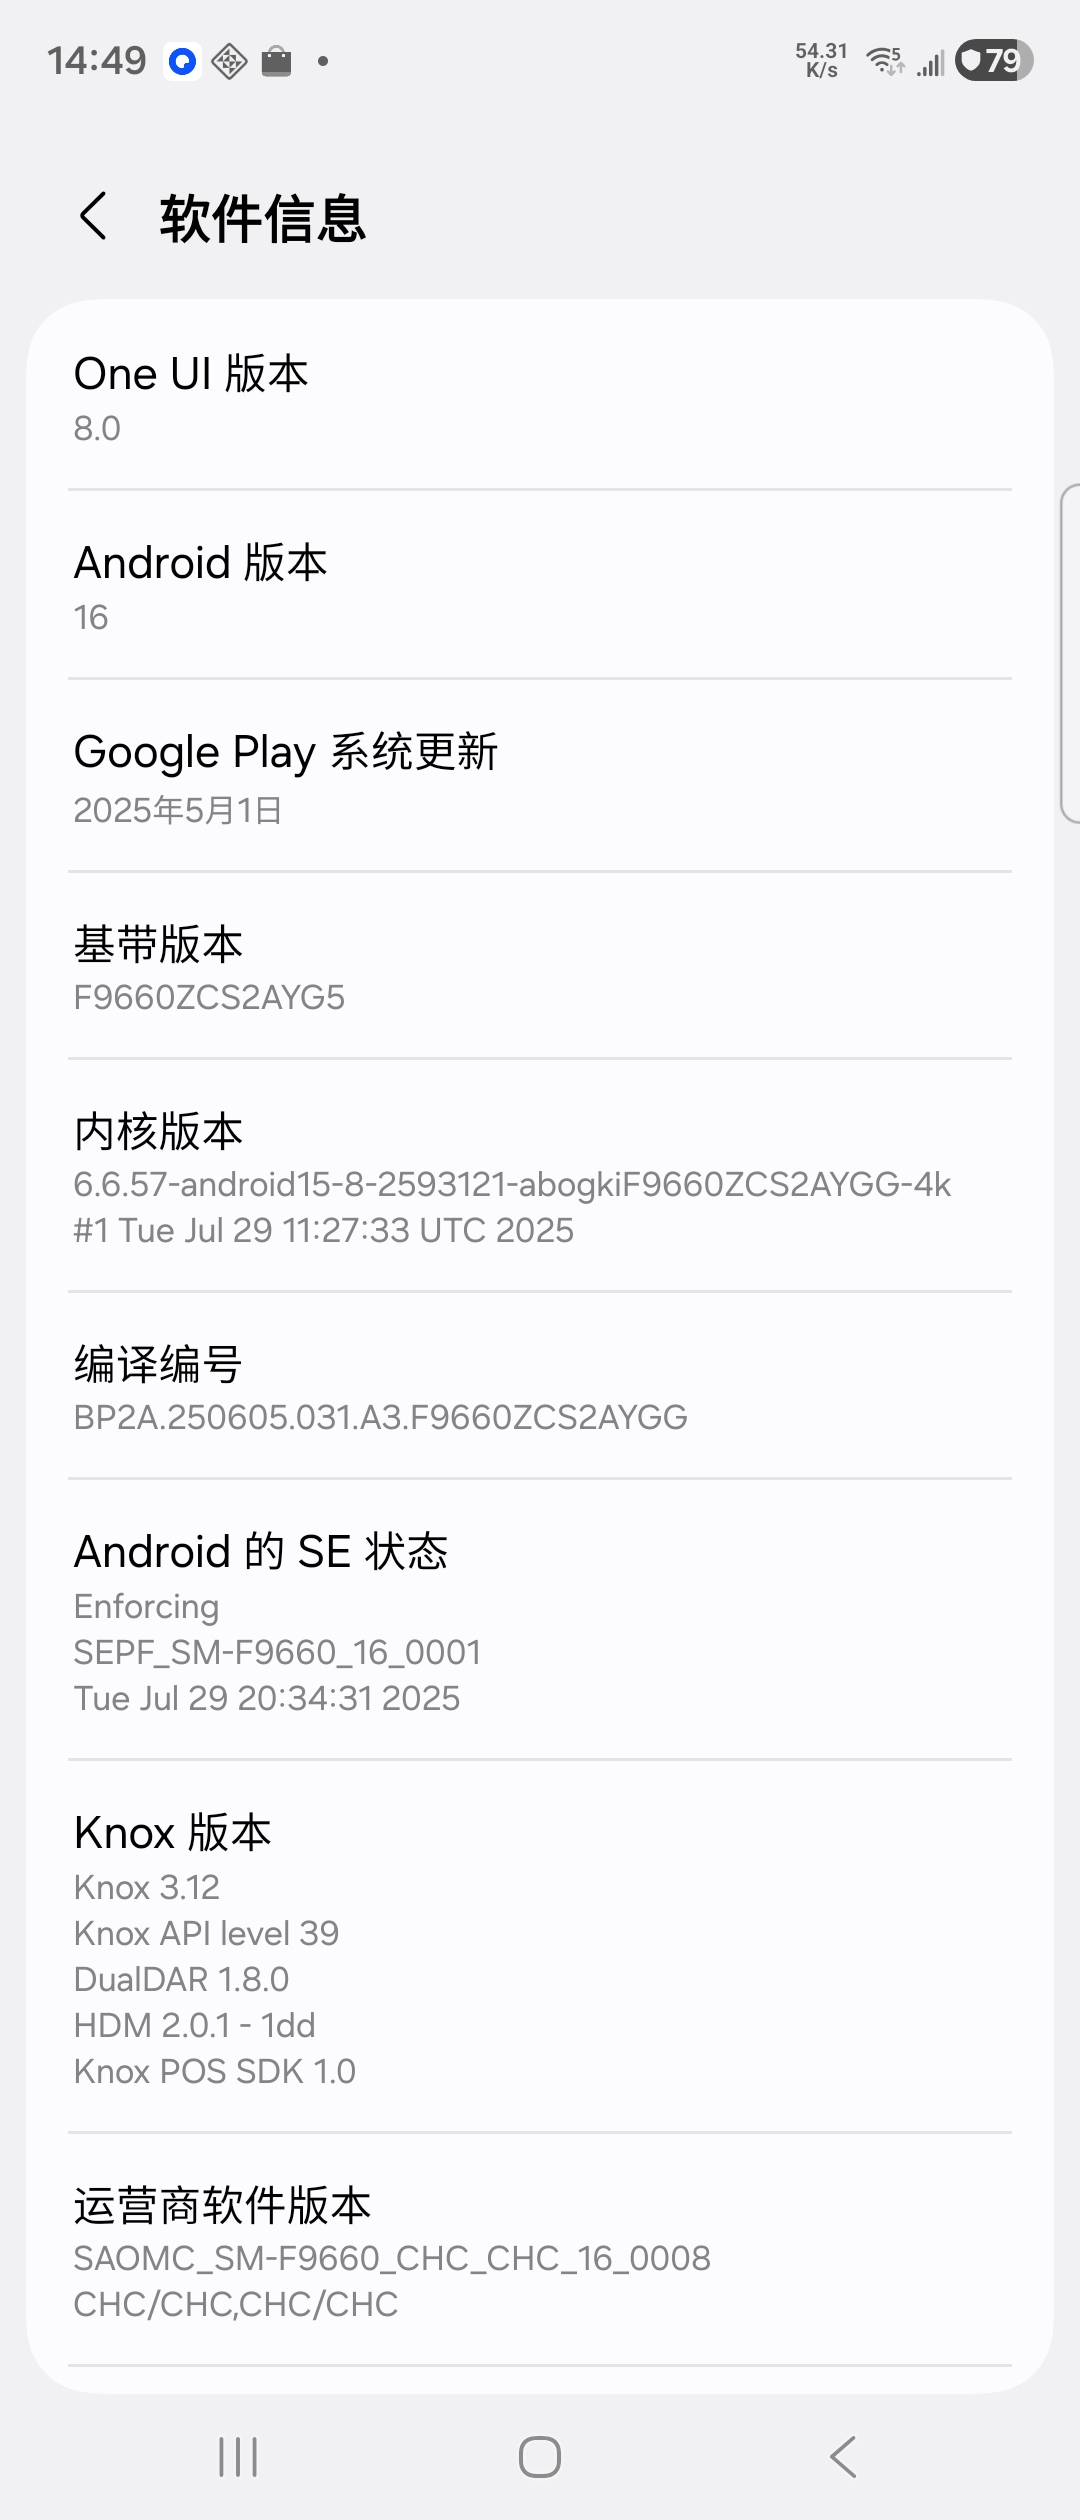 14:49
54.31
K/s
5
79
软件信息
One UI 版本
8.0
Android 版本
16
Google Play 系统更新
2025年5月1日
基带版本
F9660ZCS2AYG5
内核版本
6.6.57-android15-8-2593121-abogkiF9660ZCS2AYGG-4k
#1 Tue Jul 29 11:27:33 UTC 2025
编译编号
BP2A.250605.031.A3.F9660ZCS2AYGG
Android 的 SE 状态
Enforcing
SEPF_SM-F9660_16_0001
Tue Jul 29 20:34:31 2025
Knox 版本
Knox 3.12
Knox API level 39
DualDAR 1.8.0
HDM 2.0.1 - 1dd
Knox POS SDK 1.0
运营商软件版本
SAOMC_SM-F9660_CHC_CHC_16_0008
CHC/CHC,CHC/CHC